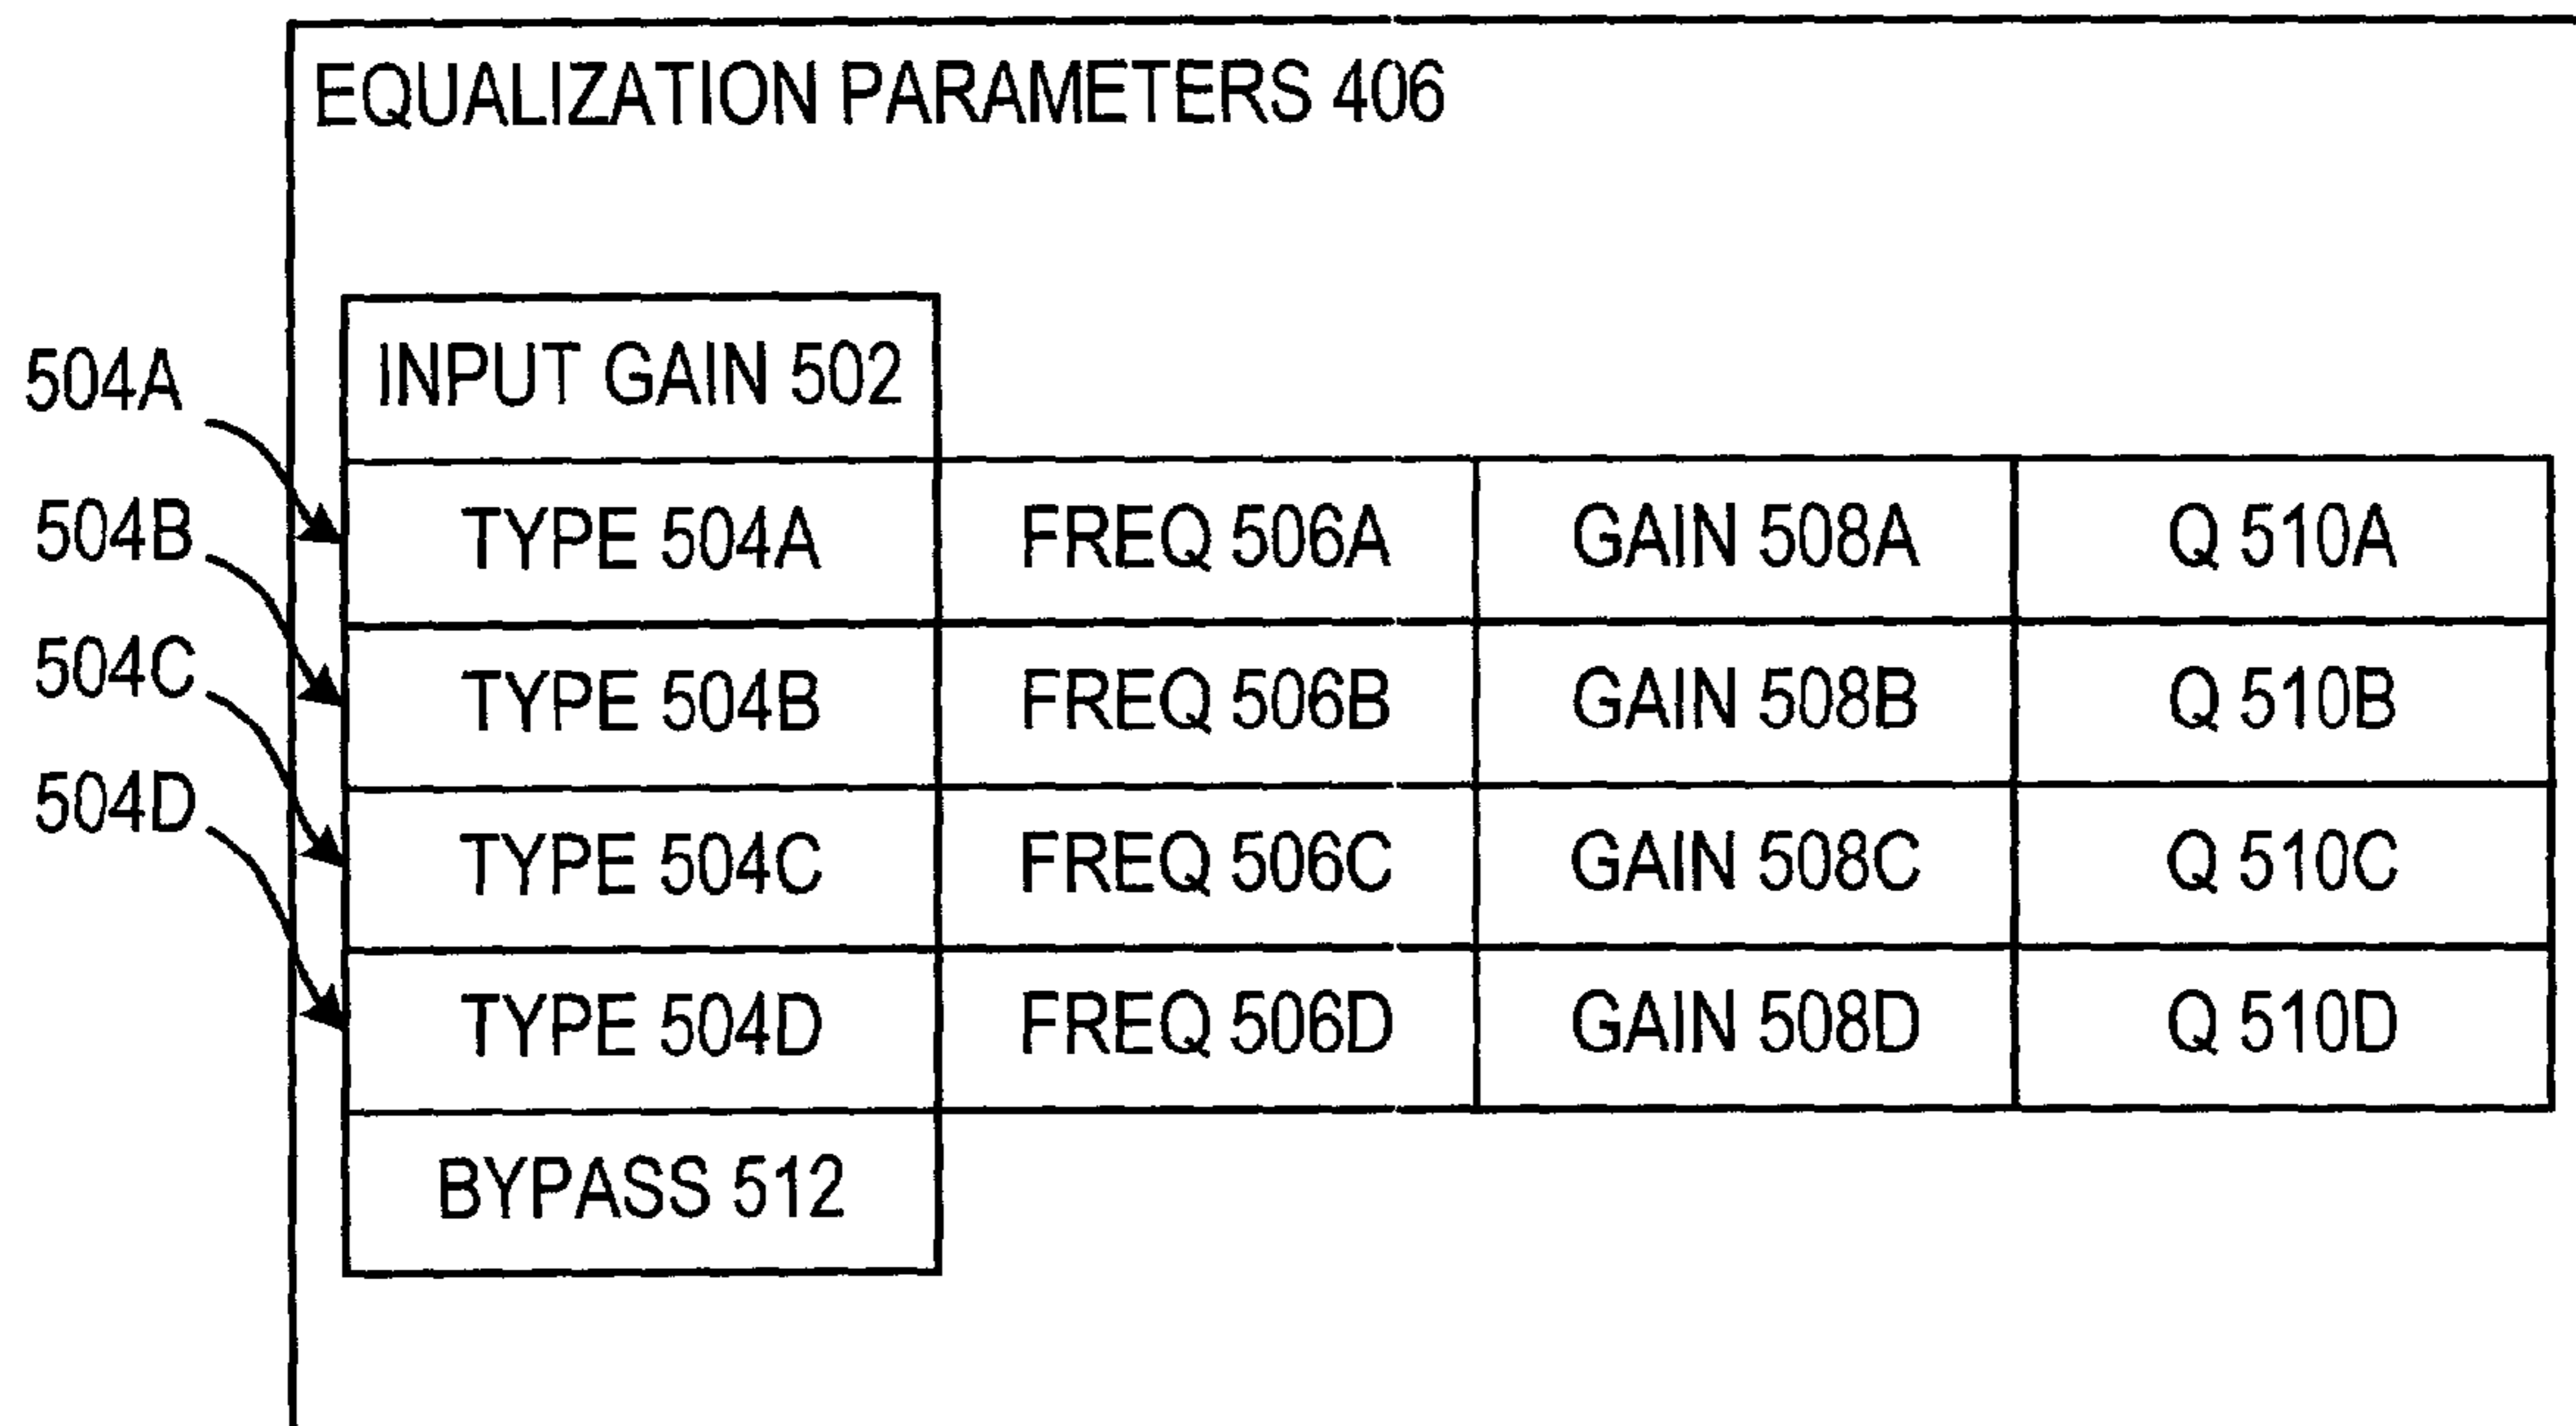 EQUALIZATION PARAMETERS 406
INPUT GAIN 502
504A
TYPE 504A FREQ 506A GAIN 508A Q 510A
504B
TYPE 504B FREQ 506B GAIN 508B Q 510B
504C
TYPE 504C FREQ 506C GAIN 508C Q 510C
504D
TYPE 504D FREQ 506D GAIN 508D Q 510D
BYPASS 512